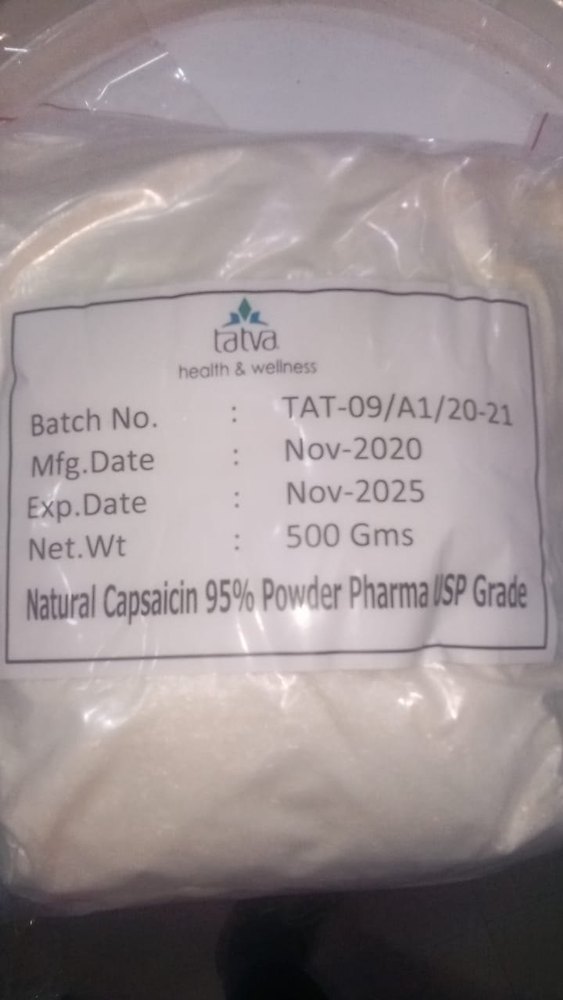 tatva
health & wellness
Batch No. : TAT-09/A1/20-21
Mfg.Date : Nov-2020
Exp.Date : Nov-2025
Net.Wt : 500 Gms
Natural Capsaicin 95% Powder Pharma USP Grade